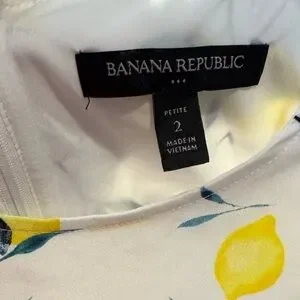 BANANA REPUBLIC
PETITE
2
MADE IN
VIETNAM